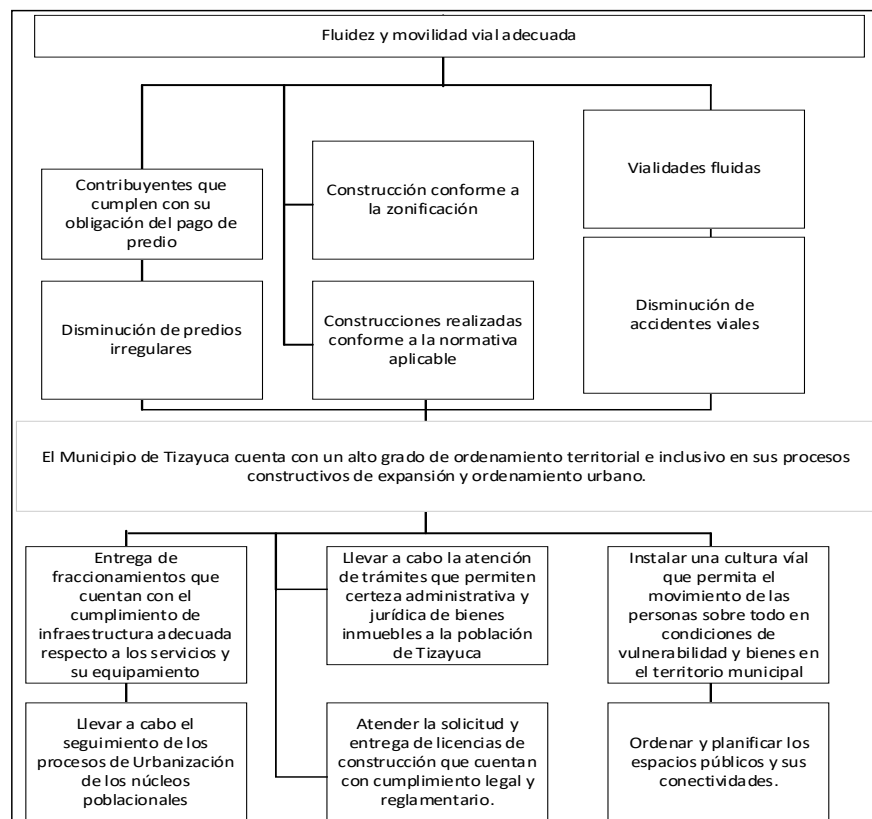 Fluidez y movilidad vial adecuada
Contribuyentes que
cumplen con su
obligación del pago de
predio
Construcción conforme a
la zonificación
Vialidades fluidas
Disminución de predios
irregulares
Construcciones realizadas
conforme a la normativa
aplicable
Disminución de
accidentes viales
El Municipio de Tizayuca cuenta con un alto grado de ordenamiento territorial e inclusivo en sus procesos
constructivos de expansión y ordenamiento urbano.
Entrega de
fraccionamientos que
cuentan con el
cumplimiento de
infraestructura adecuada
respecto a los servicios y
su equipamiento
Llevar a cabo la atención
de trámites que permiten
certeza administrativa y
jurídica de bienes
inmuebles a la población
de Tizayuca
Instalar una cultura víal
que permita el
movimiento de las
personas sobre todo en
condiciones de
vulnerabilidad y bienes en
el territorio municipal
Llevar a cabo el
seguimiento de los
procesos de Urbanización
de los núcleos
poblacionales
Atender la solicitud y
entrega de licencias de
construcción que cuentan
con cumplimiento legal y
reglamentario.
Ordenar y planificar los
espacios públicos y sus
conectividades.